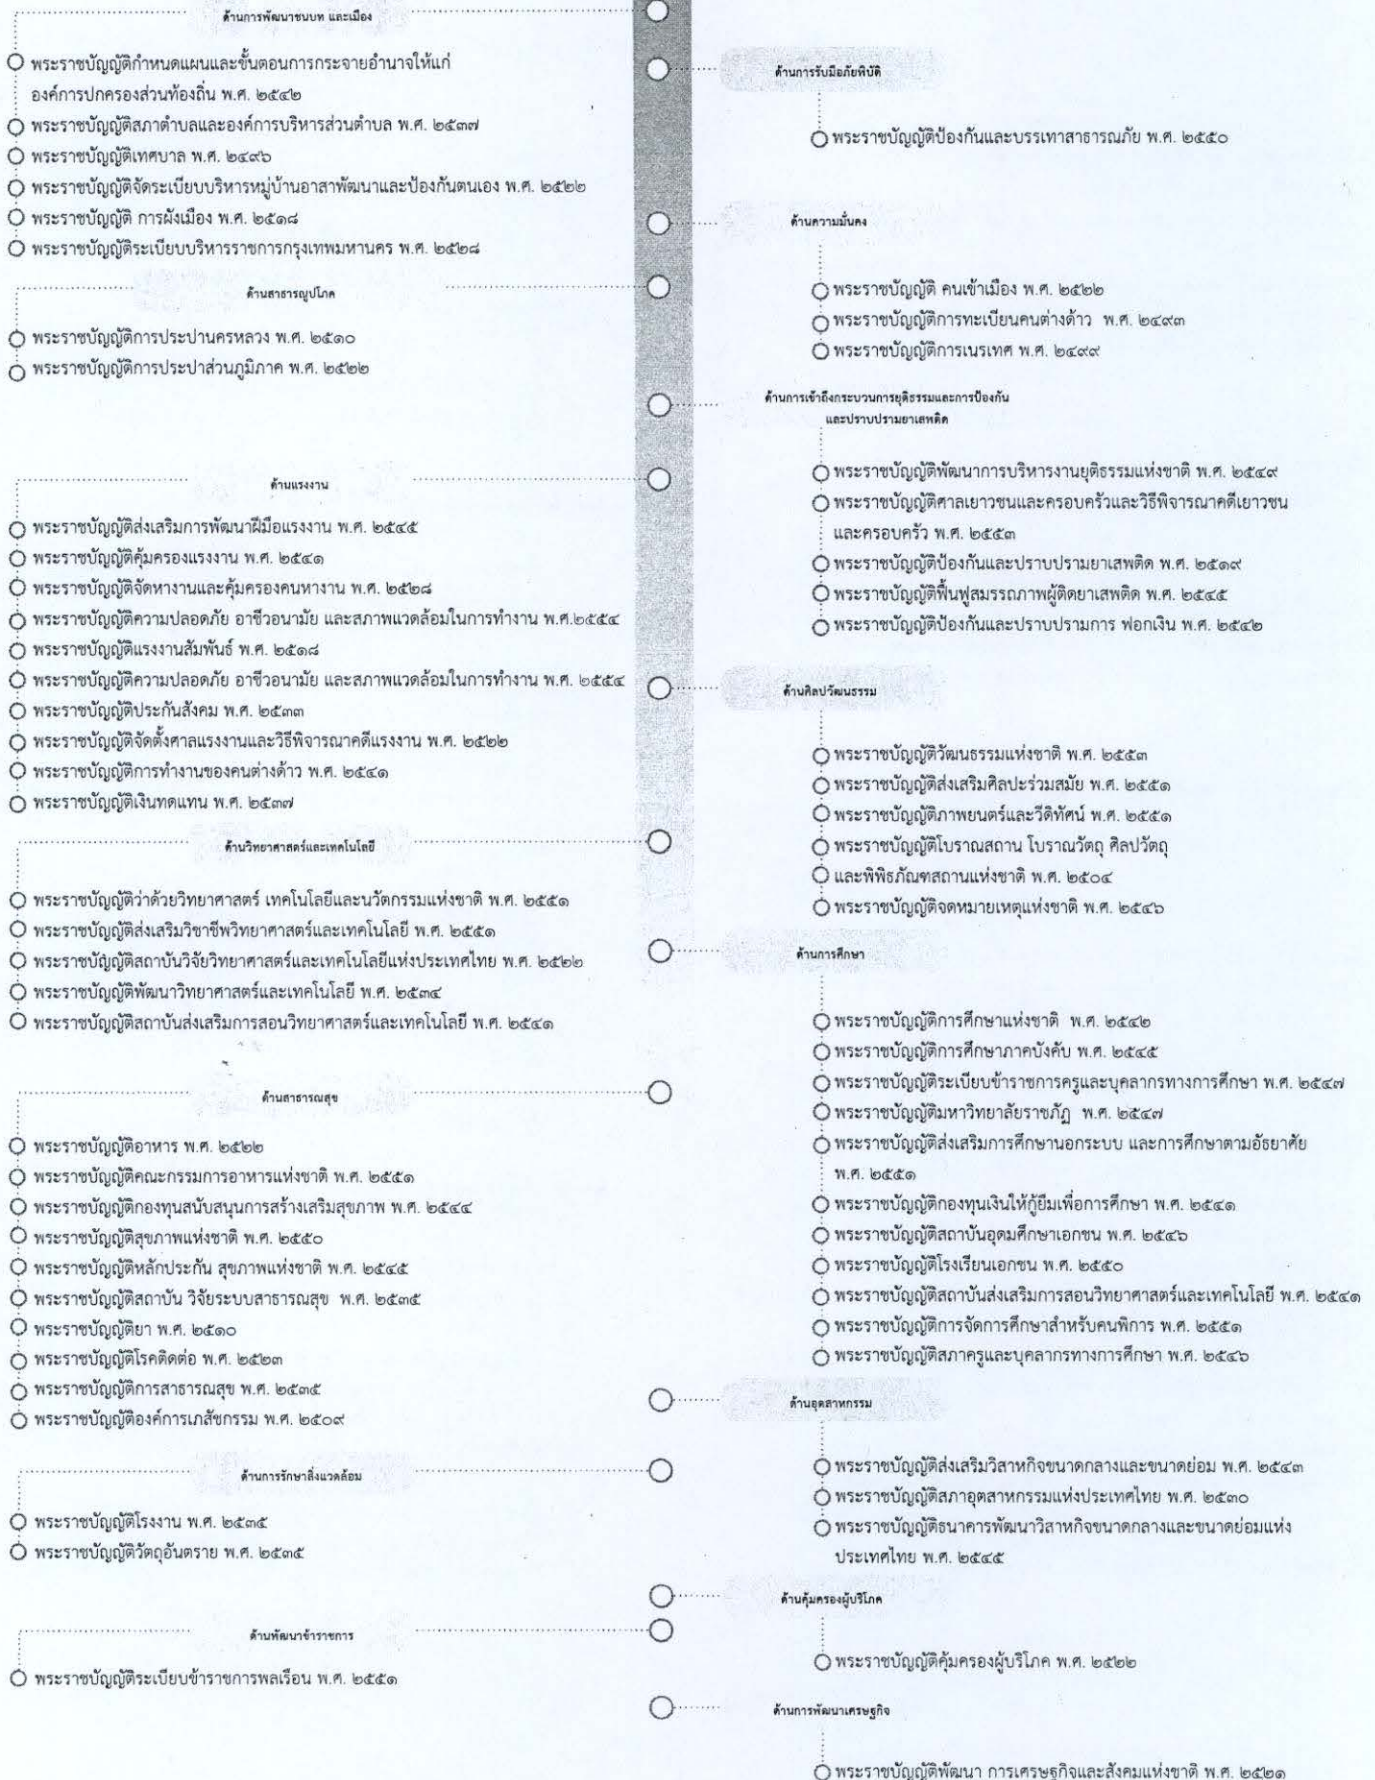 ด้านการพัฒนาชนบท และเมือง
พระราชบัญญัติกำหนดแผนและขั้นตอนการกระจายอำนาจให้แก่
องค์การปกครองส่วนท้องถิ่น พ.ศ. ๒๕๔๒
พระราชบัญญัติสภาตำบลและองค์การบริหารส่วนตำบล พ.ศ. ๒๕๓๗
พระราชบัญญัติเทศบาล พ.ศ. ๒๔๙๖
พระราชบัญญัติจัดระเบียบบริหารหมู่บ้านอาสาพัฒนาและป้องกันตนเอง พ.ศ. ๒๕๒๒
พระราชบัญญัติ การผังเมือง พ.ศ. ๒๕๑๘
พระราชบัญญัติระเบียบบริหารราชการกรุงเทพมหานคร พ.ศ. ๒๕๒๘
ด้านสาธารณูปโภค
พระราชบัญญัติการประปานครหลวง พ.ศ. ๒๕๑๐
พระราชบัญญัติการประปาส่วนภูมิภาค พ.ศ. ๒๕๒๒
ด้านแรงงาน
พระราชบัญญัติส่งเสริมการพัฒนาฝีมือแรงงาน พ.ศ. ๒๕๔๕
พระราชบัญญัติคุ้มครองแรงงาน พ.ศ. ๒๕๔๑
พระราชบัญญัติจัดหางานและคุ้มครองคนหางาน พ.ศ. ๒๕๒๘
พระราชบัญญัติความปลอดภัย อาชีวอนามัย และสภาพแวดล้อมในการทำงาน พ.ศ.๒๕๕๔
พระราชบัญญัติแรงงานสัมพันธ์ พ.ศ. ๒๕๑๘
พระราชบัญญัติความปลอดภัย อาชีวอนามัย และสภาพแวดล้อมในการทำงาน พ.ศ. ๒๕๕๔
พระราชบัญญัติประกันสังคม พ.ศ. ๒๕๓๓
พระราชบัญญัติจัดตั้งศาลแรงงานและวิธีพิจารณาคดีแรงงาน พ.ศ. ๒๕๒๒
พระราชบัญญัติการทำงานของคนต่างด้าว พ.ศ. ๒๕๔๑
พระราชบัญญัติเงินทดแทน พ.ศ. ๒๕๓๗
ด้านวิทยาศาสตร์และเทคโนโลยี
พระราชบัญญัติว่าด้วยวิทยาศาสตร์ เทคโนโลยีและนวัตกรรมแห่งชาติ พ.ศ. ๒๕๕๑
พระราชบัญญัติส่งเสริมวิชาชีพวิทยาศาสตร์และเทคโนโลยี พ.ศ. ๒๕๕๑
พระราชบัญญัติสถาบันวิจัยวิทยาศาสตร์และเทคโนโลยีแห่งประเทศไทย พ.ศ. ๒๕๒๒
พระราชบัญญัติพัฒนาวิทยาศาสตร์และเทคโนโลยี พ.ศ. ๒๕๓๔
พระราชบัญญัติสถาบันส่งเสริมการสอนวิทยาศาสตร์และเทคโนโลยี พ.ศ. ๒๕๔๑
ด้านสาธารณสุข
พระราชบัญญัติอาหาร พ.ศ. ๒๕๒๒
พระราชบัญญัติคณะกรรมการอาหารแห่งชาติ พ.ศ. ๒๕๕๑
พระราชบัญญัติกองทุนสนับสนุนการสร้างเสริมสุขภาพ พ.ศ. ๒๕๔๔
พระราชบัญญัติสุขภาพแห่งชาติ พ.ศ. ๒๕๕๐
พระราชบัญญัติหลักประกัน สุขภาพแห่งชาติ พ.ศ. ๒๕๔๕
พระราชบัญญัติสถาบัน วิจัยระบบสาธารณสุข พ.ศ. ๒๕๓๕
พระราชบัญญัติยา พ.ศ. ๒๕๑๐
พระราชบัญญัติโรคติดต่อ พ.ศ. ๒๕๒๓
พระราชบัญญัติการสาธารณสุข พ.ศ. ๒๕๓๕
พระราชบัญญัติองค์การเภสัชกรรม พ.ศ. ๒๕๐๙
ด้านการรักษาสิ่งแวดล้อม
พระราชบัญญัติโรงงาน พ.ศ. ๒๕๓๕
พระราชบัญญัติวัตถุอันตราย พ.ศ. ๒๕๓๕
ด้านพัฒนาข้าราชการ
พระราชบัญญัติระเบียบข้าราชการพลเรือน พ.ศ. ๒๕๕๑
ด้านการรับมือภัยพิบัติ
พระราชบัญญัติป้องกันและบรรเทาสาธารณภัย พ.ศ. ๒๕๕๐
ด้านความมั่นคง
พระราชบัญญัติ คนเข้าเมือง พ.ศ. ๒๕๒๒
พระราชบัญญัติการทะเบียนคนต่างด้าว พ.ศ. ๒๔๙๓
พระราชบัญญัติการเนรเทศ พ.ศ. ๒๔๙๙
ด้านการเข้าถึงกระบวนการยุติธรรมและการป้องกัน
และปราบปรามยาเสพติด
พระราชบัญญัติพัฒนาการบริหารงานยุติธรรมแห่งชาติ พ.ศ. ๒๕๔๙
พระราชบัญญัติศาลเยาวชนและครอบครัวและวิธีพิจารณาคดีเยาวชน
และครอบครัว พ.ศ. ๒๕๕๓
พระราชบัญญัติป้องกันและปราบปรามยาเสพติด พ.ศ. ๒๕๑๙
พระราชบัญญัติฟื้นฟูสมรรถภาพผู้ติดยาเสพติด พ.ศ. ๒๕๔๕
พระราชบัญญัติป้องกันและปราบปรามการ ฟอกเงิน พ.ศ. ๒๕๔๒
ด้านศิลปวัฒนธรรม
พระราชบัญญัติวัฒนธรรมแห่งชาติ พ.ศ. ๒๕๕๓
พระราชบัญญัติส่งเสริมศิลปะร่วมสมัย พ.ศ. ๒๕๕๑
พระราชบัญญัติภาพยนตร์และวีดิทัศน์ พ.ศ. ๒๕๕๑
พระราชบัญญัติโบราณสถาน โบราณวัตถุ ศิลปวัตถุ
และพิพิธภัณฑสถานแห่งชาติ พ.ศ. ๒๕๐๔
พระราชบัญญัติจดหมายเหตุแห่งชาติ พ.ศ. ๒๕๔๖
ด้านการศึกษา
พระราชบัญญัติการศึกษาแห่งชาติ พ.ศ. ๒๕๔๒
พระราชบัญญัติการศึกษาภาคบังคับ พ.ศ. ๒๕๔๕
พระราชบัญญัติระเบียบข้าราชการครูและบุคลากรทางการศึกษา พ.ศ. ๒๕๔๗
พระราชบัญญัติมหาวิทยาลัยราชภัฏ พ.ศ. ๒๕๔๗
พระราชบัญญัติส่งเสริมการศึกษานอกระบบ และการศึกษาตามอัธยาศัย
พ.ศ. ๒๕๕๑
พระราชบัญญัติกองทุนเงินให้กู้ยืมเพื่อการศึกษา พ.ศ. ๒๕๔๑
พระราชบัญญัติสถาบันอุดมศึกษาเอกชน พ.ศ. ๒๕๔๖
พระราชบัญญัติโรงเรียนเอกชน พ.ศ. ๒๕๕๐
พระราชบัญญัติสถาบันส่งเสริมการสอนวิทยาศาสตร์และเทคโนโลยี พ.ศ. ๒๕๔๑
พระราชบัญญัติการจัดการศึกษาสำหรับคนพิการ พ.ศ. ๒๕๕๑
พระราชบัญญัติสภาครูและบุคลากรทางการศึกษา พ.ศ. ๒๕๔๖
ด้านอุตสาหกรรม
พระราชบัญญัติส่งเสริมวิสาหกิจขนาดกลางและขนาดย่อม พ.ศ. ๒๕๔๓
พระราชบัญญัติสภาอุตสาหกรรมแห่งประเทศไทย พ.ศ. ๒๕๓๐
พระราชบัญญัติธนาคารพัฒนาวิสาหกิจขนาดกลางและขนาดย่อมแห่ง
ประเทศไทย พ.ศ. ๒๕๔๕
ด้านคุ้มครองผู้บริโภค
พระราชบัญญัติคุ้มครองผู้บริโภค พ.ศ. ๒๕๒๒
ด้านการพัฒนาเศรษฐกิจ
พระราชบัญญัติพัฒนา การเศรษฐกิจและสังคมแห่งชาติ พ.ศ. ๒๕๒๑